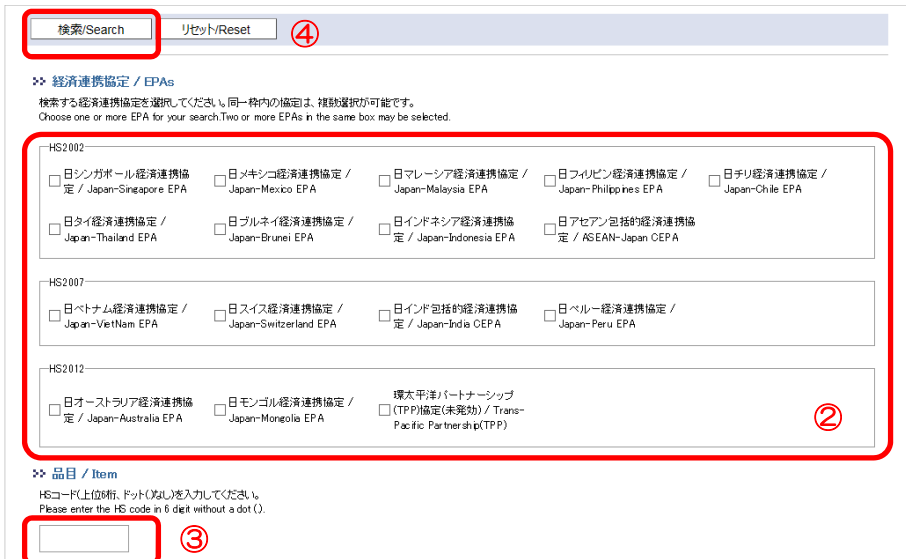 検索/Search リセット/Reset ④
経済連携協定 / EPAs
検索する経済連携協定を選択してください。同一枠内の協定は、複数選択が可能です。
Choose one or more EPA for your search.Two or more EPAs in the same box may be selected.
HS2002
日シンガポール経済連携協
定 / Japan-Singapore EPA
日メキシコ経済連携協定 /
Japan-Mexico EPA
日マレーシア経済連携協定 /
Japan-Malaysia EPA
日フィリピン経済連携協定 /
Japan-Philippines EPA
日チリ経済連携協定 /
Japan-Chile EPA
日タイ経済連携協定 /
Japan-Thailand EPA
日ブルネイ経済連携協定 /
Japan-Brunei EPA
日インドネシア経済連携協
定 / Japan-Indonesia EPA
日アセアン包括的経済連携協
定 / ASEAN-Japan CEPA
HS2007
日ベトナム経済連携協定 /
Japan-VietNam EPA
日スイス経済連携協定 /
Japan-Switzerland EPA
日インド包括的経済連携協
定 / Japan-India CEPA
日ペルー経済連携協定 /
Japan-Peru EPA
HS2012
日オーストラリア経済連携協
定 / Japan-Australia EPA
日モンゴル経済連携協定 /
Japan-Mongolia EPA
環太平洋パートナーシップ
(TPP)協定(未発効) / Trans-
Pacific Partnership(TPP)
②
品目 / Item
HSコード(上位6桁、ドット(.)なし)を入力してください。
Please enter the HS code in 6 digit without a dot (.).
③